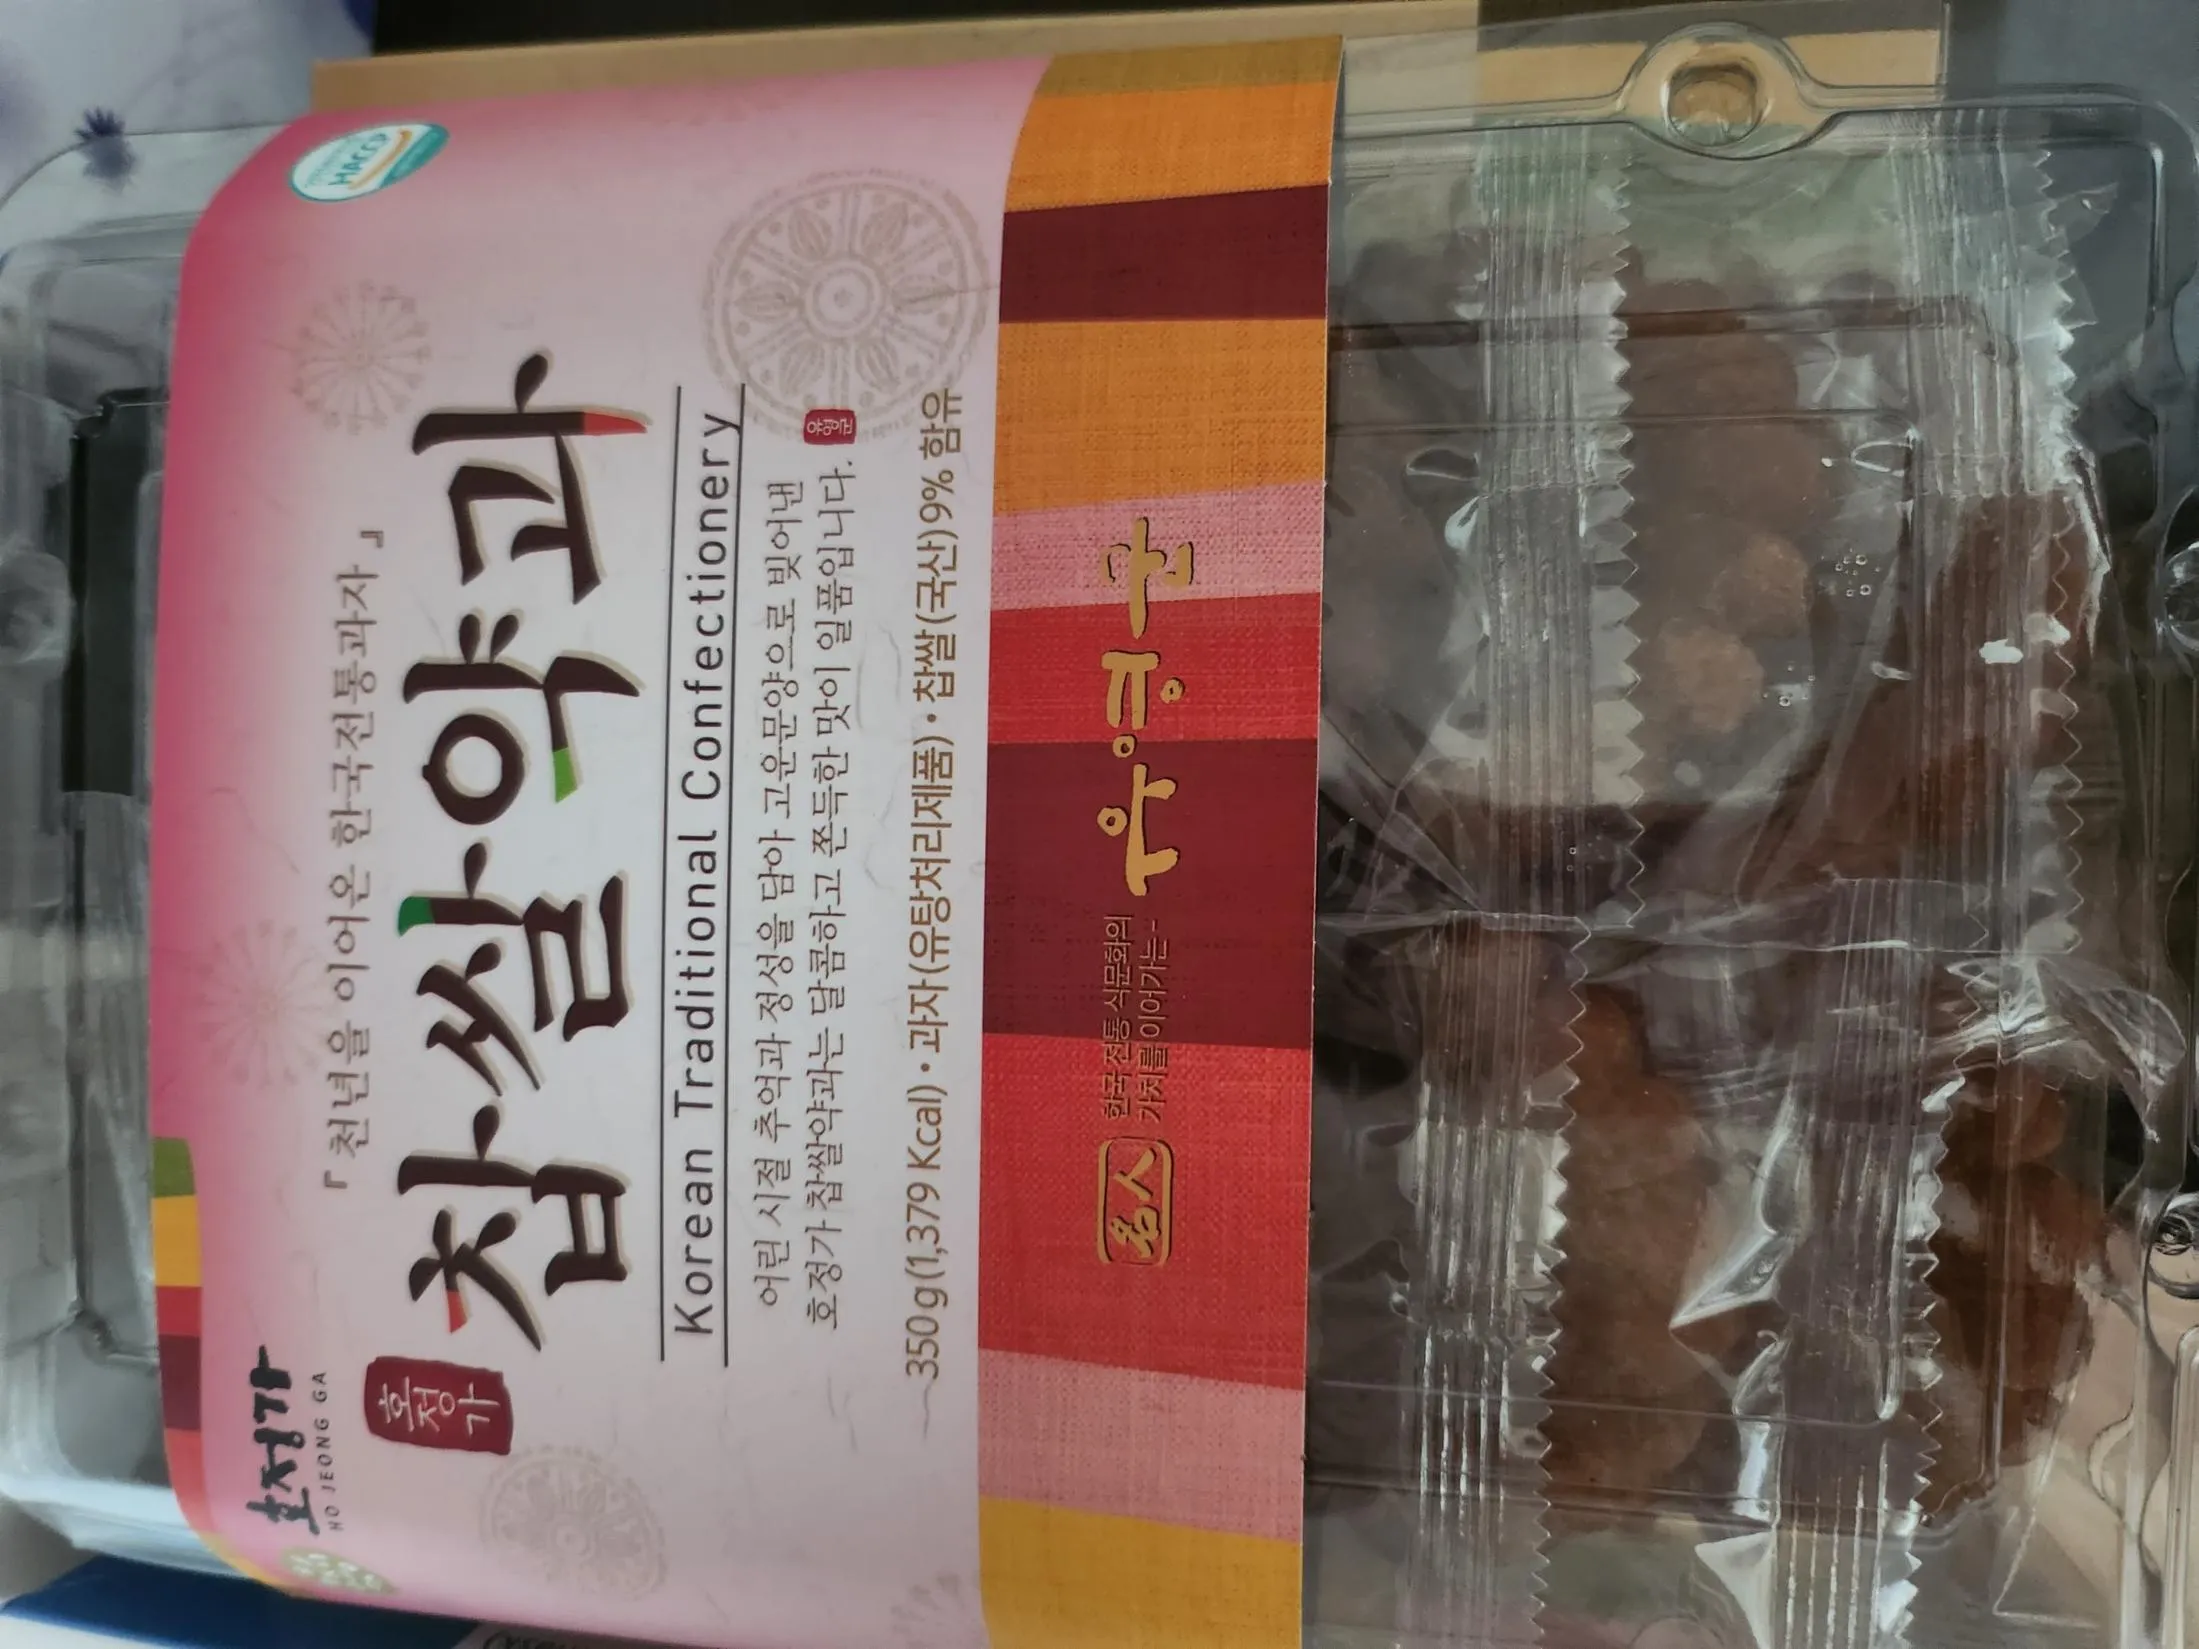 호정가
HO JEONG GA
HACCP
『천년을 이어온 한국전통과자』
호정가
찹쌀약과
Korean Traditional Confectionery
어린 시절 추억과 정성을 담아 고운문양으로 빚어낸
호정가 찹쌀약과는 달콤하고 쫀득한 맛이 일품입니다.
유영군
350g(1,379 Kcal)·과자(유탕처리제품)·찹쌀(국산)9% 함유
名人
한국 전통 식문화의
가치를 이어가는-
유영군